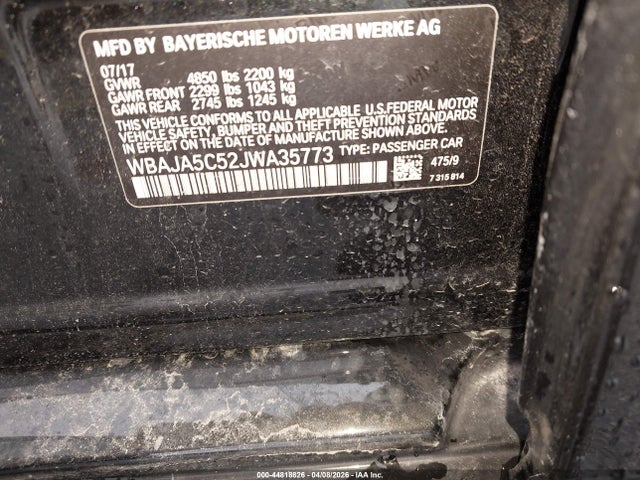 MFD BY BAYERISCHE MOTOREN WERKE AG
07/17
GVWR 4850 lbs 2200 kg
GAWR FRONT 2299 lbs 1043 kg
GAWR REAR 2745 lbs 1245 kg
THIS VEHICLE CONFORMS TO ALL APPLICABLE U.S.FEDERAL MOTOR
VEHICLE SAFETY, BUMPER AND THEFT PREVENTION STANDARDS
IN EFFECT ON THE DATE OF MANUFACTURE SHOWN ABOVE.
WBAJA5C52JWA35773 TYPE: PASSENGER CAR
475/9
7 315 814
000-44818826 - 04/08/2026 - IAA Inc.